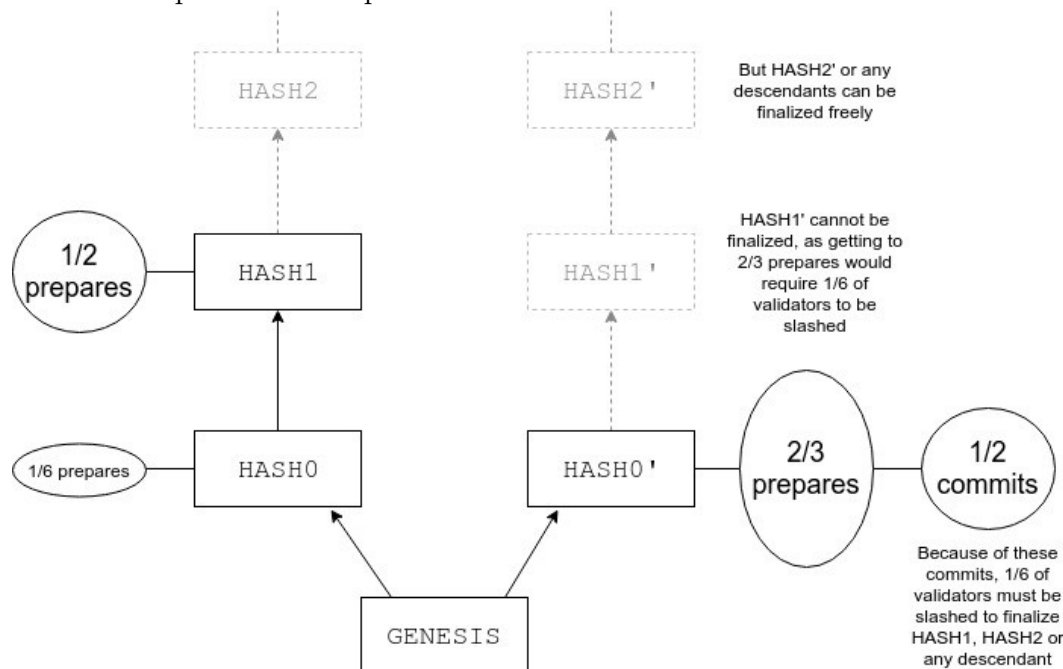 HASH2
HASH2'
But HASH2' or any
descendants can be
finalized freely
1/2
prepares
HASH1
HASH1'
HASH1' cannot be
finalized, as getting to
2/3 prepares would
require 1/6 of
validators to be
slashed
1/6 prepares
HASH0
HASH0'
2/3
prepares
1/2
commits
Because of these
commits, 1/6 of
validators must be
slashed to finalize
HASH1, HASH2 or
any descendant
GENESIS